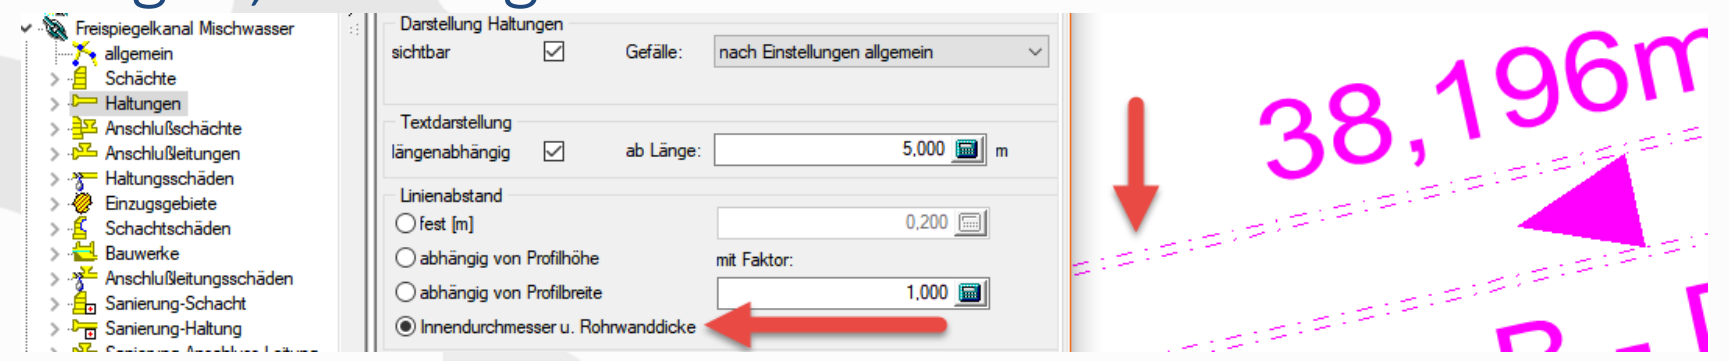 Freispiegelkanal Mischwasser
allgemein
Schächte
Haltungen
Anschlußschächte
Anschlußleitungen
Haltungsschäden
Einzugsgebiete
Schachtschäden
Bauwerke
Anschlußleitungsschäden
Sanierung-Schacht
Sanierung-Haltung
Darstellung Haltungen
sichtbar Gefälle: nach Einstellungen allgemein
Textdarstellung
längenabhängig ab Länge: 5,000 m
Linienabstand
fest [m] 0,200
abhängig von Profilhöhe mit Faktor:
abhängig von Profilbreite 1,000
Innendurchmesser u. Rohrwanddicke
38,196m